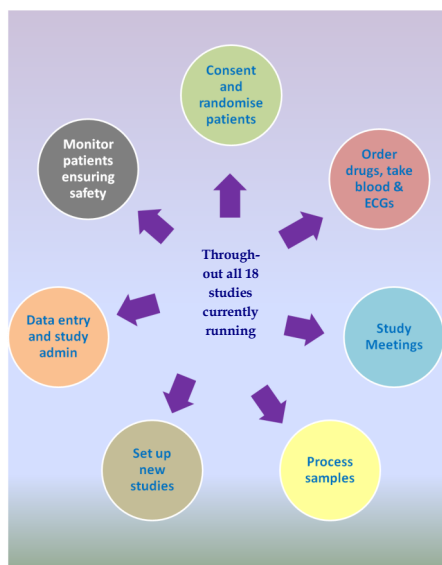 Consent
and
randomise
patients
Order
drugs, take
blood &
ECGs
Study
Meetings
Process
samples
Set up
new
studies
Data entry
and study
admin
Monitor
patients
ensuring
safety
Through-
out all 18
studies
currently
running